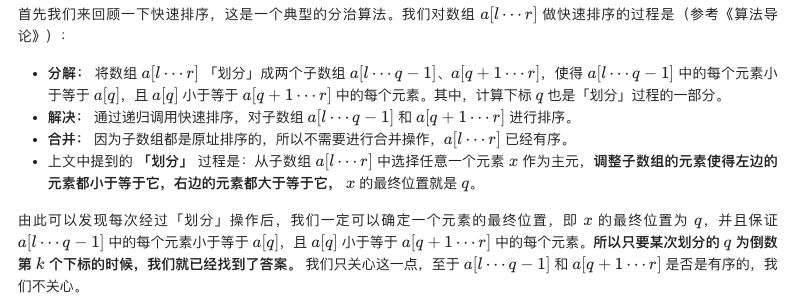 首先我们来回顾一下快速排序，这是一个典型的分治算法。我们对数组 a[l⋯r] 做快速排序的过程是（参考《算法导
论》）：
• 分解： 将数组 a[l⋯r] 「划分」成两个子数组 a[l⋯q−1]、a[q+1⋯r]，使得 a[l⋯q−1] 中的每个元素小
于等于 a[q]，且 a[q] 小于等于 a[q+1⋯r] 中的每个元素。其中，计算下标 q 也是「划分」过程的一部分。
• 解决： 通过递归调用快速排序，对子数组 a[l⋯q−1] 和 a[q+1⋯r] 进行排序。
• 合并： 因为子数组都是原址排序的，所以不需要进行合并操作，a[l⋯r] 已经有序。
• 上文中提到的 「划分」 过程是：从子数组 a[l⋯r] 中选择任意一个元素 x 作为主元，调整子数组的元素使得左边的
元素都小于等于它，右边的元素都大于等于它， x 的最终位置就是 q。
由此可以发现每次经过「划分」操作后，我们一定可以确定一个元素的最终位置，即 x 的最终位置为 q，并且保证
a[l⋯q−1] 中的每个元素小于等于 a[q]，且 a[q] 小于等于 a[q+1⋯r] 中的每个元素。所以只要某次划分的 q 为倒数
第 k 个下标的时候，我们就已经找到了答案。 我们只关心这一点，至于 a[l⋯q−1] 和 a[q+1⋯r] 是否是有序的，我
们不关心。